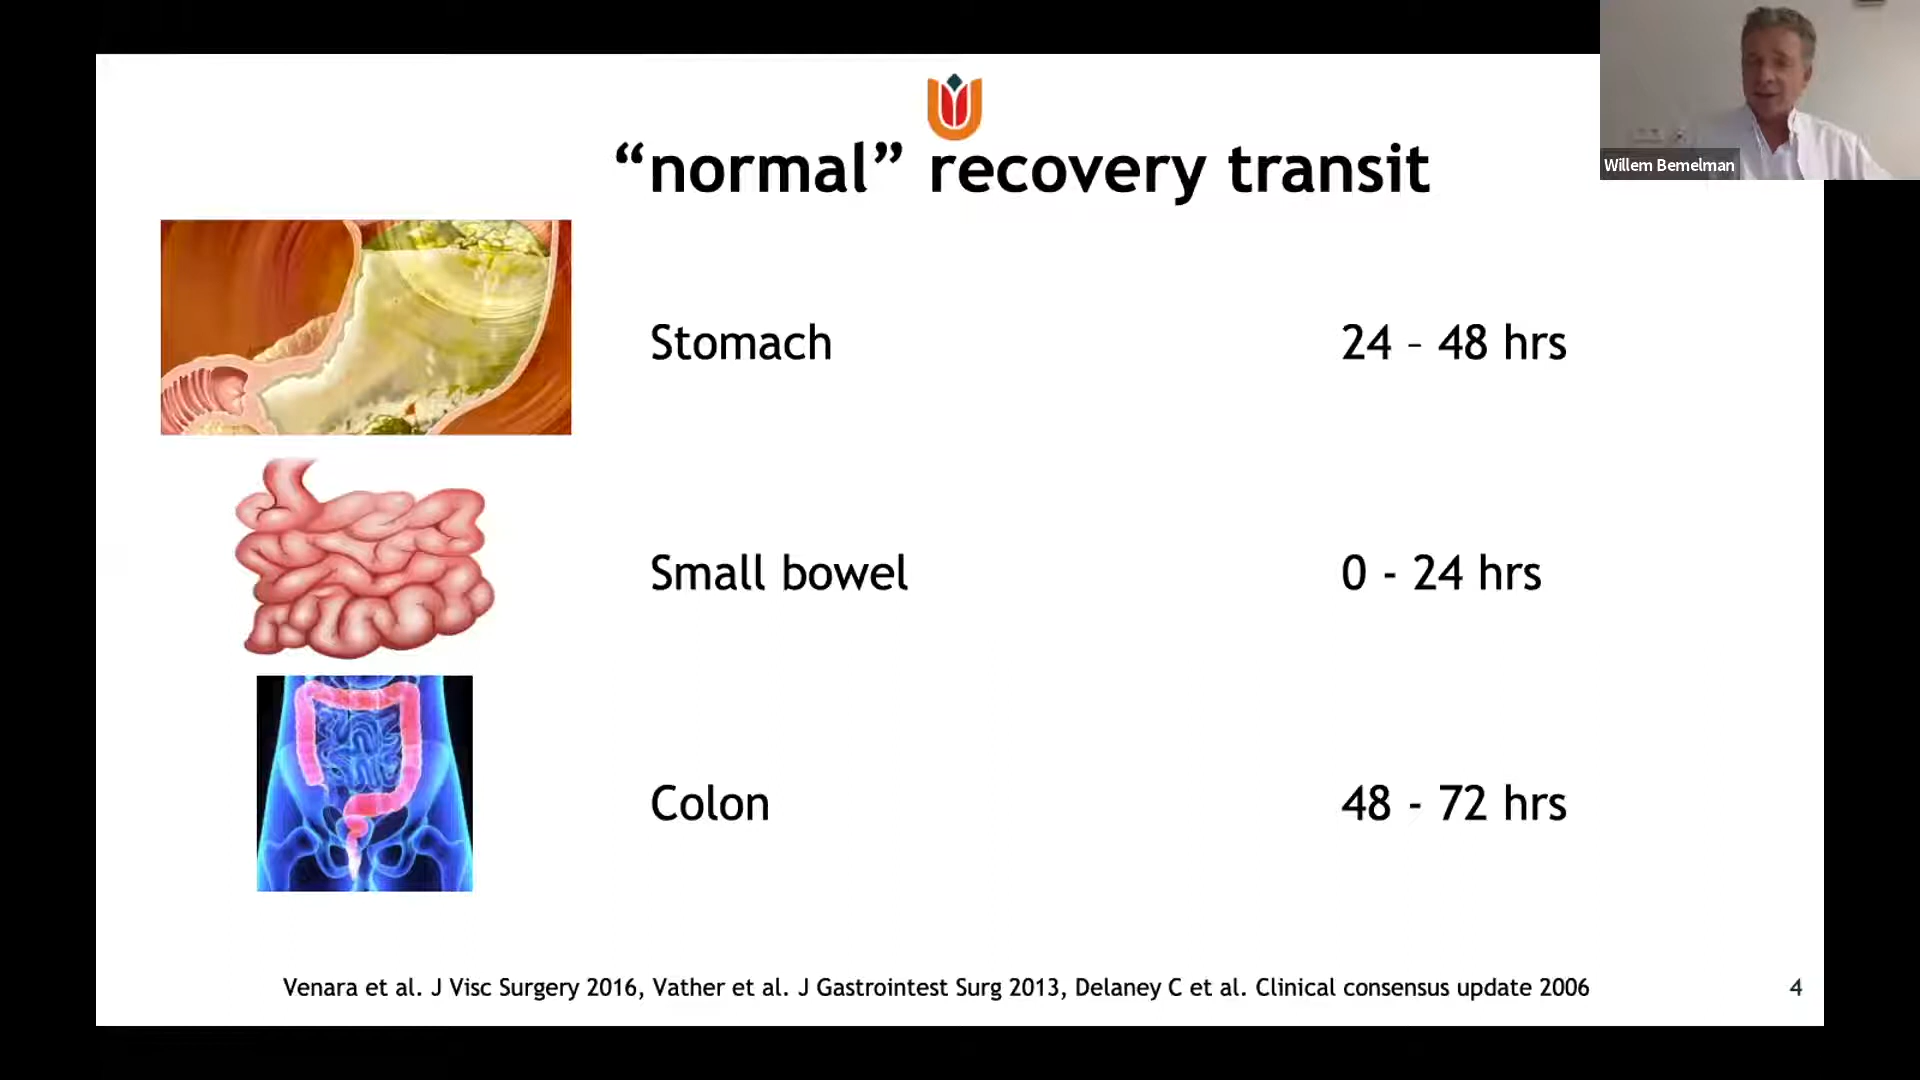 “normal” recovery transit
Willem Bemelman
Stomach 24 – 48 hrs
Small bowel 0 - 24 hrs
Colon 48 - 72 hrs
Venara et al. J Visc Surgery 2016, Vather et al. J Gastrointest Surg 2013, Delaney C et al. Clinical consensus update 2006 4